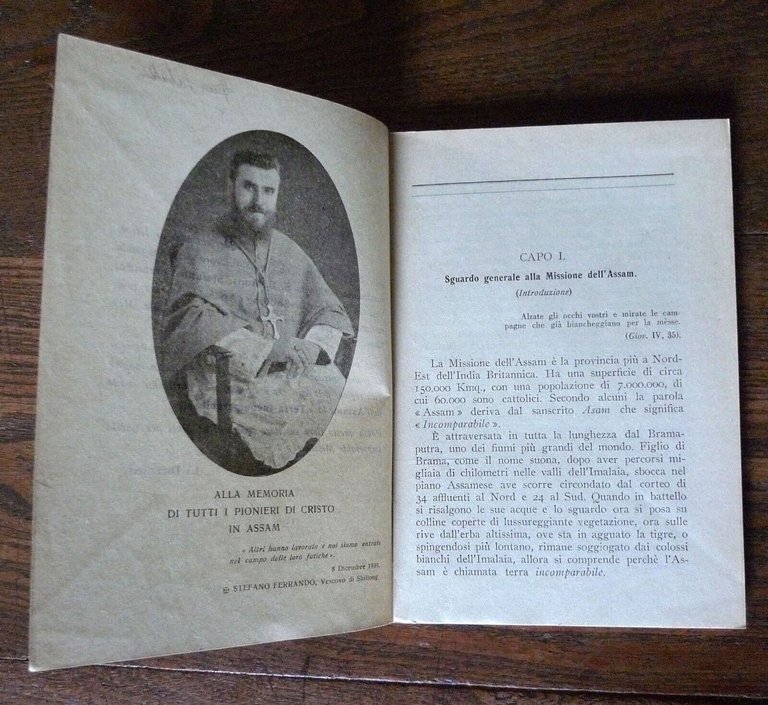 ALLA MEMORIA
DI TUTTI I PIONIERI DI CRISTO
IN ASSAM
« Altri hanno lavorato e noi siamo entrati
nel campo delle loro fatiche ».
8 Dicembre 1939.
✠ STEFANO FERRANDO, Vescovo di Shillong.
CAPO I.
Sguardo generale alla Missione dell'Assam.
(Introduzione)
Alzate gli occhi vostri e mirate le cam-
pagne che già biancheggiano per la mèsse.
(Giov. IV, 35).
La Missione dell'Assam è la provincia più a Nord-
Est dell'India Britannica. Ha una superficie di circa
150.000 Kmq., con una popolazione di 7.000.000, di
cui 60.000 sono cattolici. Secondo alcuni la parola
« Assam » deriva dal sanscrito Asam che significa
« Incomparabile ».
È attraversata in tutta la lunghezza dal Brama-
putra, uno dei fiumi più grandi del mondo. Figlio di
Brama, come il nome suona, dopo aver percorsi mi-
gliaia di chilometri nelle valli dell'Imalaia, sbocca nel
piano Assamese ave scorre circondato dal corteo di
34 affluenti al Nord e 24 al Sud. Quando in battello
si risalgono le sue acque e lo sguardo ora si posa su
colline coperte di lussureggiante vegetazione, ora sulle
rive dall'erba altissima, ove sta in agguato la tigre, o
spingendosi più lontano, rimane soggiogato dai colossi
bianchi dell'Imalaia, allora si comprende perchè l'As-
sam è chiamata terra incomparabile.